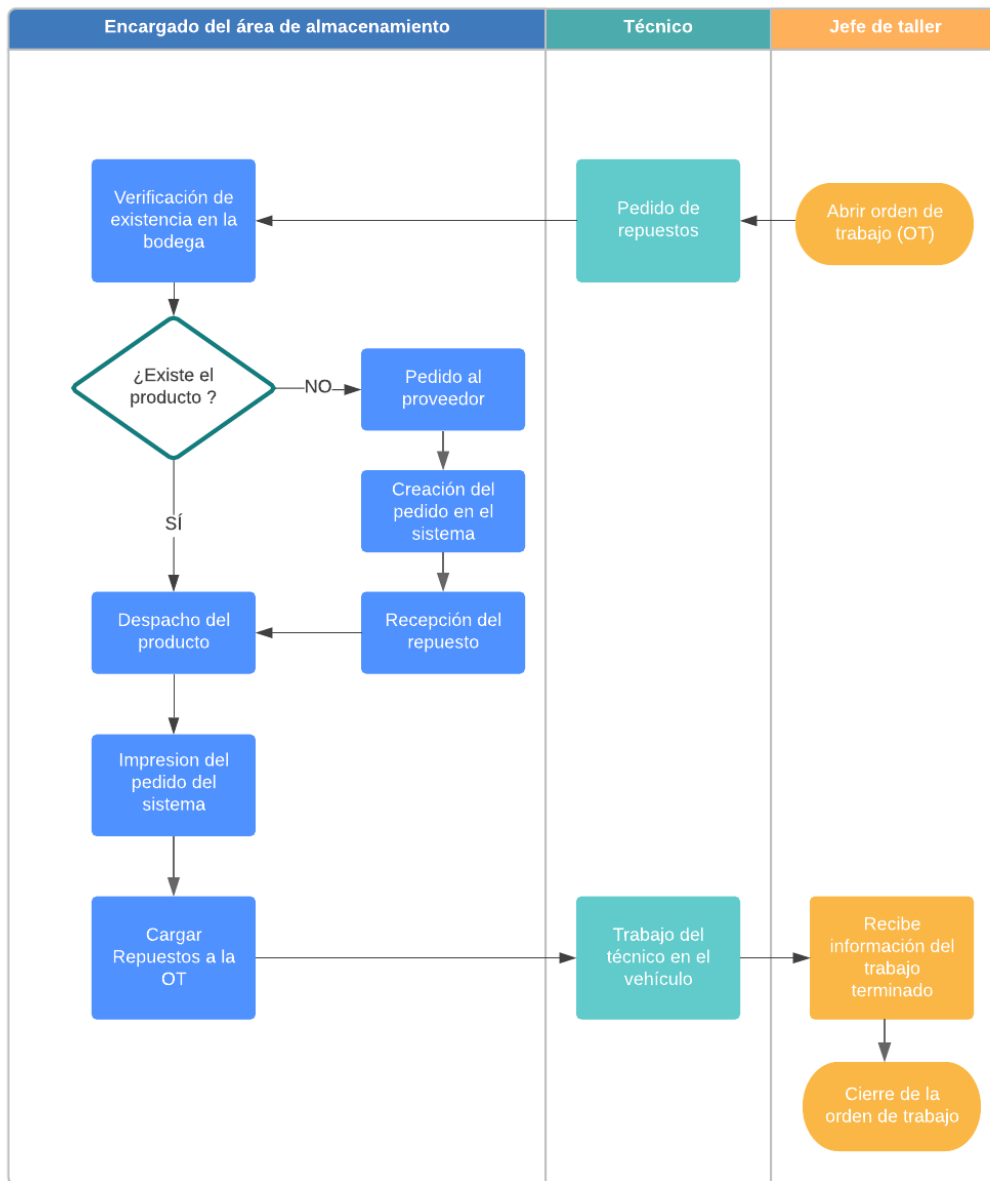 Encargado del área de almacenamiento
Técnico
Jefe de taller
Verificación de
existencia en la
bodega
Pedido de
repuestos
Abrir orden de
trabajo (OT)
¿Existe el
producto ?
NO
Pedido al
proveedor
Creación del
pedido en el
sistema
SÍ
Despacho del
producto
Recepción del
repuesto
Impresion del
pedido del
sistema
Cargar
Repuestos a la
OT
Trabajo del
técnico en el
vehículo
Recibe
información del
trabajo
terminado
Cierre de la
orden de trabajo